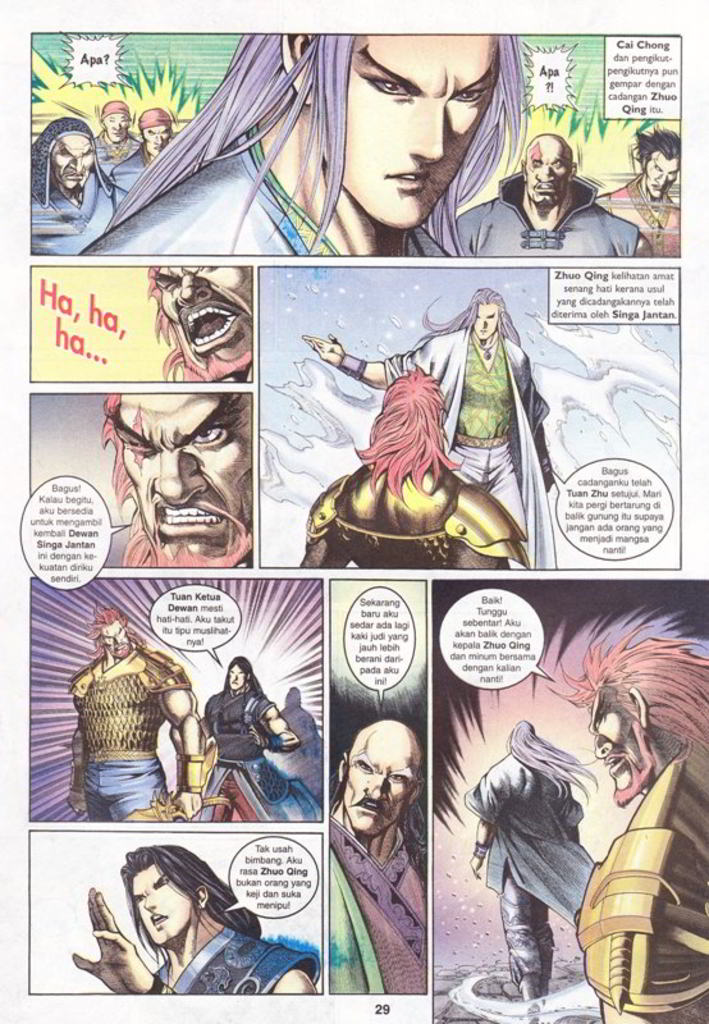 Apa?
Apa
?!
Cai Chong
dan pengikut-
pengikutnya pun
gempar dengan
cadangan Zhuo
Qing itu.
Ha, ha,
ha...
Zhuo Qing kelihatan amat
senang hati kerana usul
yang dicadangkannya telah
diterima oleh Singa Jantan.
Bagus!
Kalau begitu,
aku bersedia
untuk mengambil
kembali Dewan
Singa Jantan
ini dengan ke-
kuatan diriku
sendiri.
Bagus
cadanganku telah
Tuan Zhu setujui. Mari
kita pergi bertarung di
balik gunung itu supaya
jangan ada orang yang
menjadi mangsa
nanti!
Tuan Ketua
Dewan mesti
hati-hati. Aku takut
itu tipu muslihat-
nya!
Sekarang
baru aku
sedar ada lagi
kaki judi yang
jauh lebih
berani dari-
pada aku
ini!
Baik!
Tunggu
sebentar! Aku
akan balik dengan
kepala Zhuo Qing
dan minum bersama
dengan kalian
nanti!
Tak usah
bimbang. Aku
rasa Zhuo Qing
bukan orang yang
keji dan suka
menipu!
29